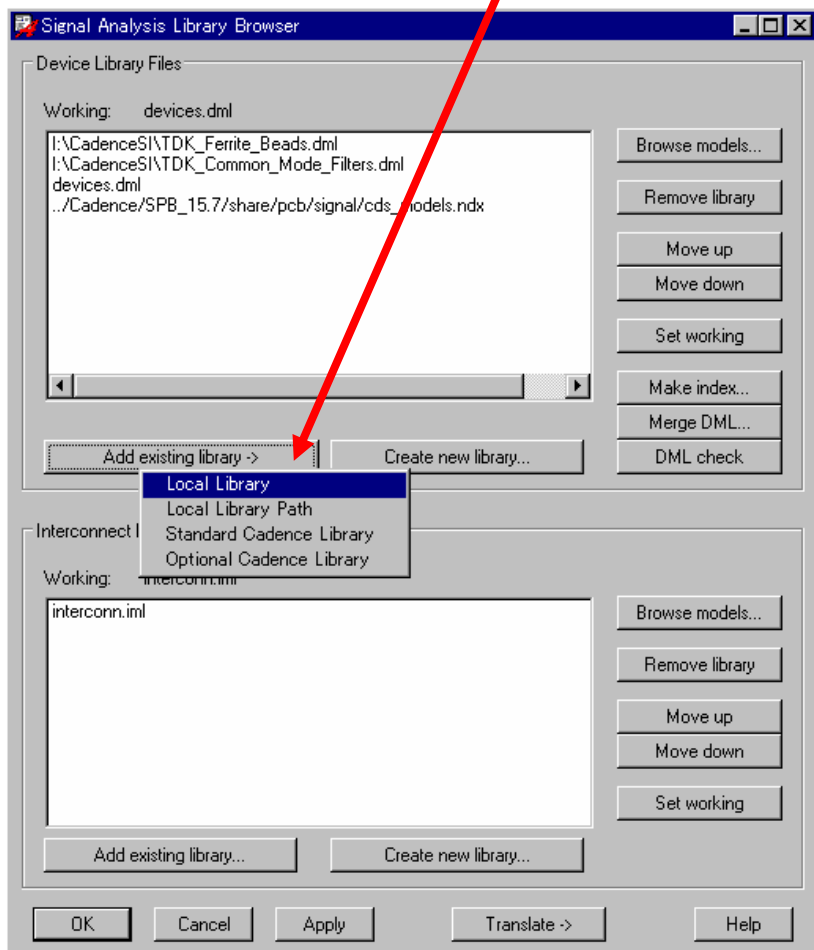 Signal Analysis Library Browser
Device Library Files
Working: devices.dml
I:\CadenceSI\TDK_Ferrite_Beads.dml
I:\CadenceSI\TDK_Common_Mode_Filters.dml
devices.dml
../Cadence/SPB_15.7/share/pcb/signal/cds_models.ndx
Browse models...
Remove library
Move up
Move down
Set working
Make index...
Merge DML...
DML check
Add existing library ->
Create new library...
Local Library
Local Library Path
Standard Cadence Library
Optional Cadence Library
Interconnect
Working: interconn.iml
interconn.iml
Browse models...
Remove library
Move up
Move down
Set working
Add existing library...
Create new library...
OK
Cancel
Apply
Translate ->
Help